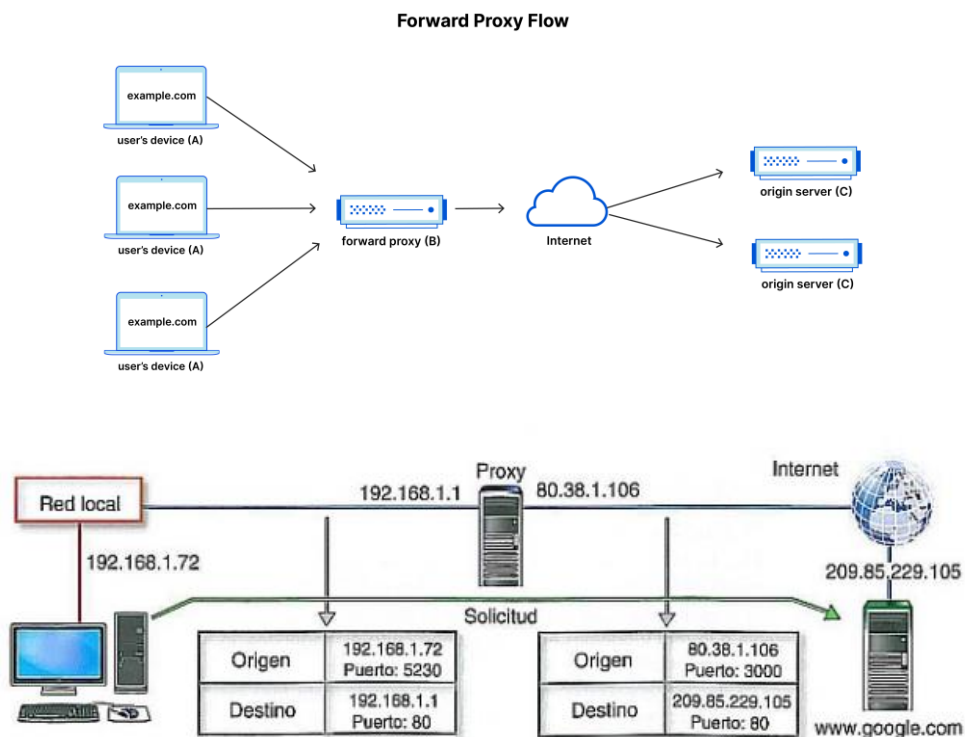 Forward Proxy Flow
example.com
user's device (A)
example.com
user's device (A)
example.com
user's device (A)
forward proxy (B)
Internet
origin server (C)
origin server (C)
Proxy
Internet
Red local
192.168.1.1
80.38.1.106
192.168.1.72
209.85.229.105
Solicitud
Origen
192.168.1.72
Puerto: 5230
Destino
192.168.1.1
Puerto: 80
Origen
80.38.1.106
Puerto: 3000
Destino
209.85.229.105
Puerto: 80
www.google.com